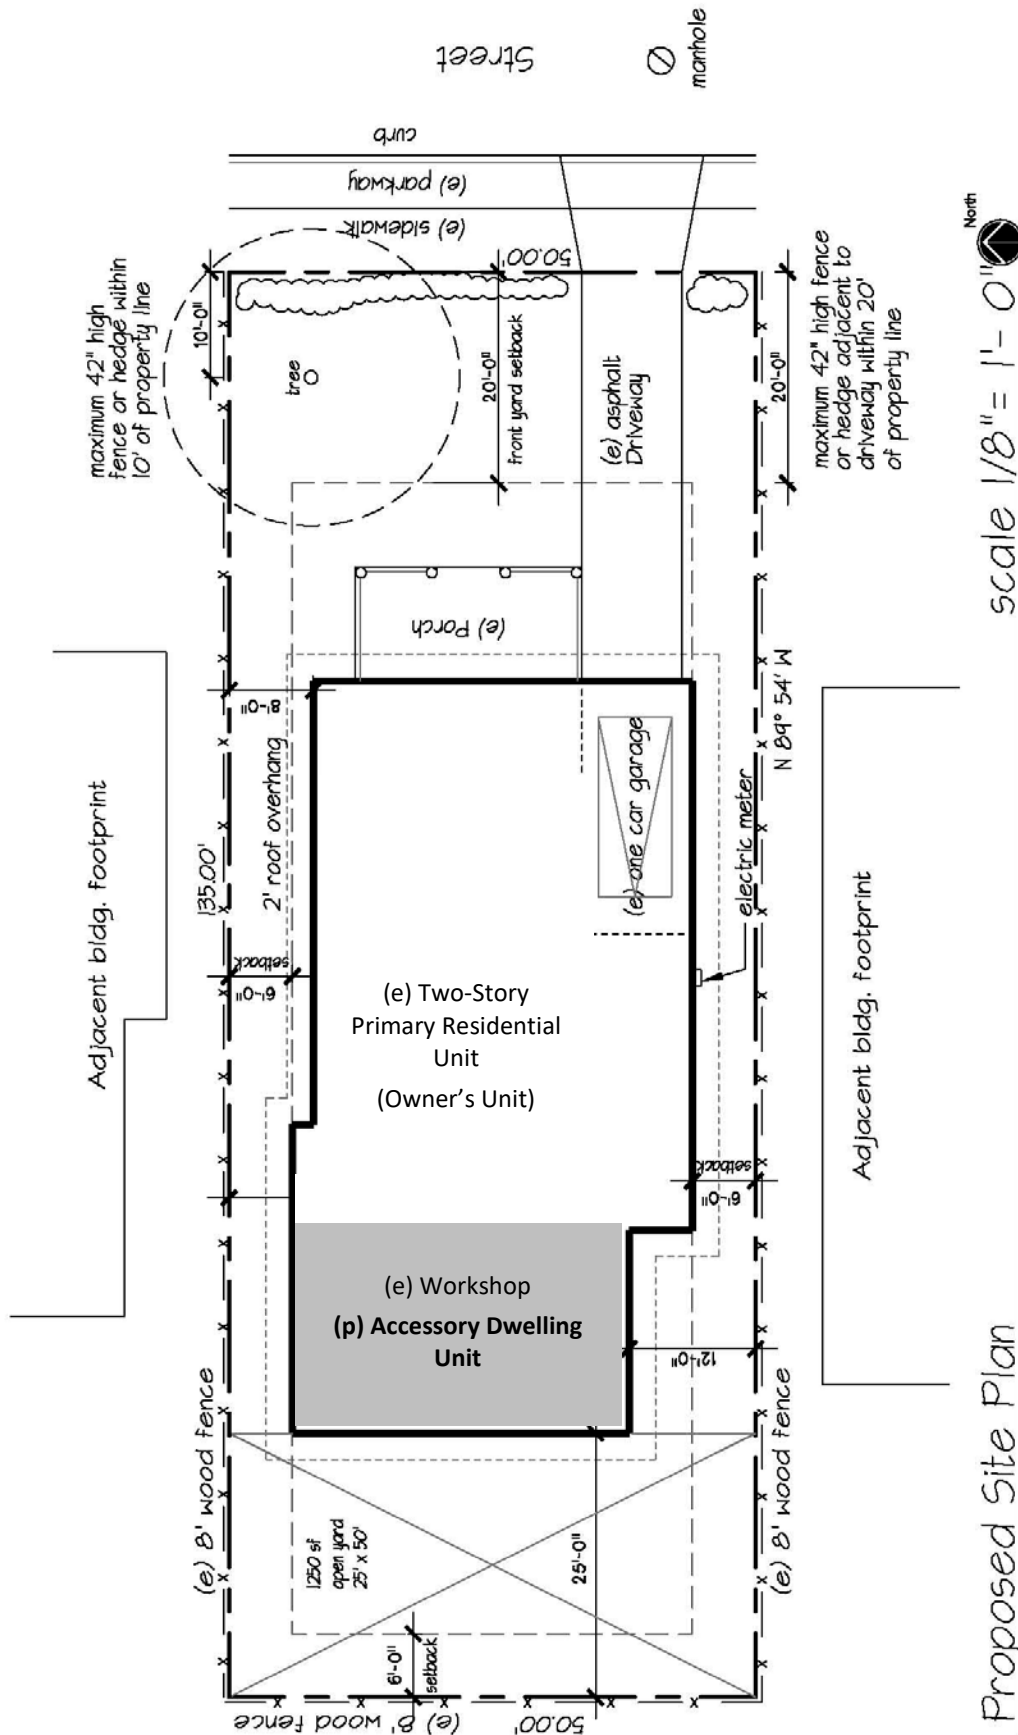 Street
manhole
curb
(e) parkway
(e) sidewalk
50.00'
maximum 42" high
fence or hedge within
10' of property line
10'-0"
tree
20'-0"
front yard setback
(e) asphalt
Driveway
20'-0"
maximum 42" high fence
or hedge adjacent to
driveway within 20'
of property line
North
scale 1/8" = 1'- 0"
(e) Porch
8'-0"
2' roof overhang
135.00'
Adjacent bldg. footprint
setback
6'-0"
(e) one car garage
N 89° 54' W
electric meter
Adjacent bldg. footprint
(e) Two-Story
Primary Residential
Unit
(Owner's Unit)
setback
6'-0"
(e) Workshop
(p) Accessory Dwelling
Unit
12'-0"
(e) 8' wood fence
(e) 8' wood fence
1250 sf
open yard
25' x 50'
25'-0"
6'-0"
setback
(e) 8' wood fence
50.00'
Proposed Site Plan